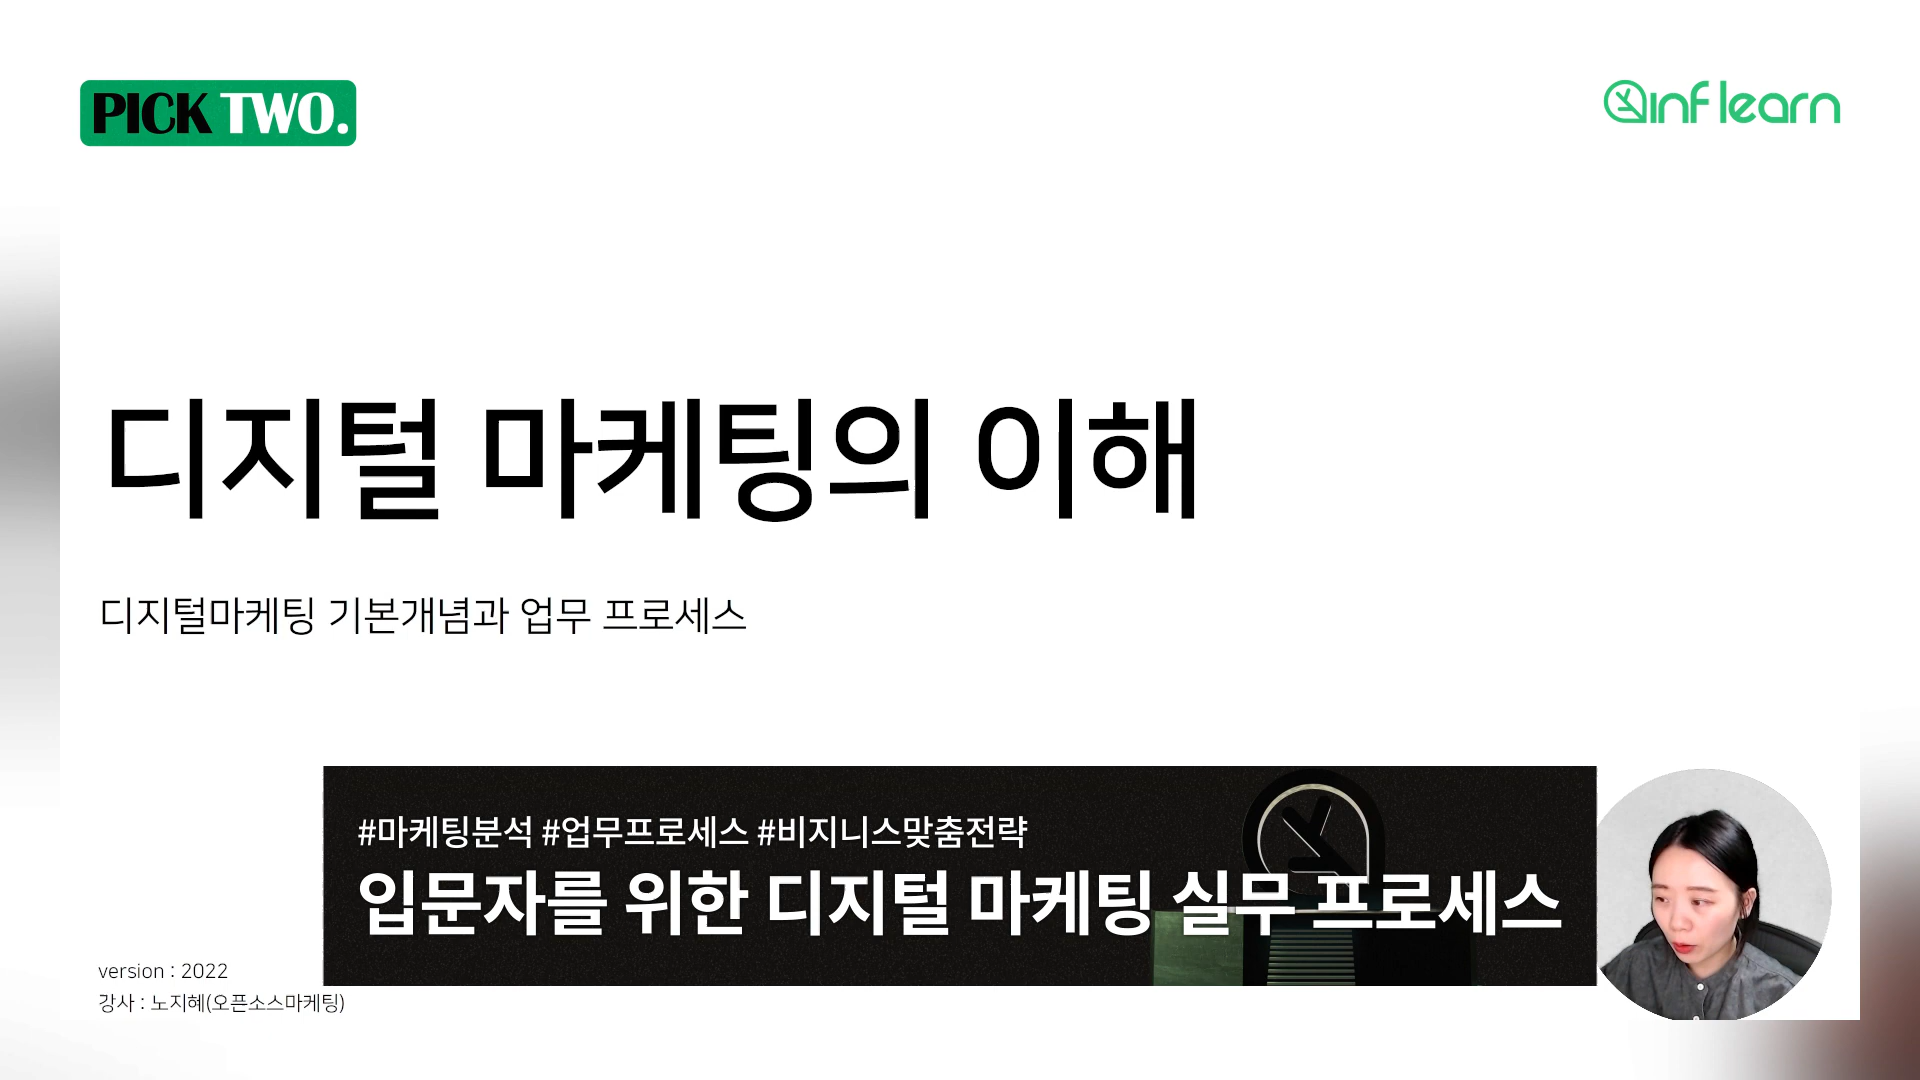 PICK TWO.
inflearn
디지털 마케팅의 이해
디지털마케팅 기본개념과 업무 프로세스
#마케팅분석 #업무프로세스 #비지니스맞춤전략
입문자를 위한 디지털 마케팅 실무 프로세스
version : 2022
강사 : 노지혜(오픈소스마케팅)